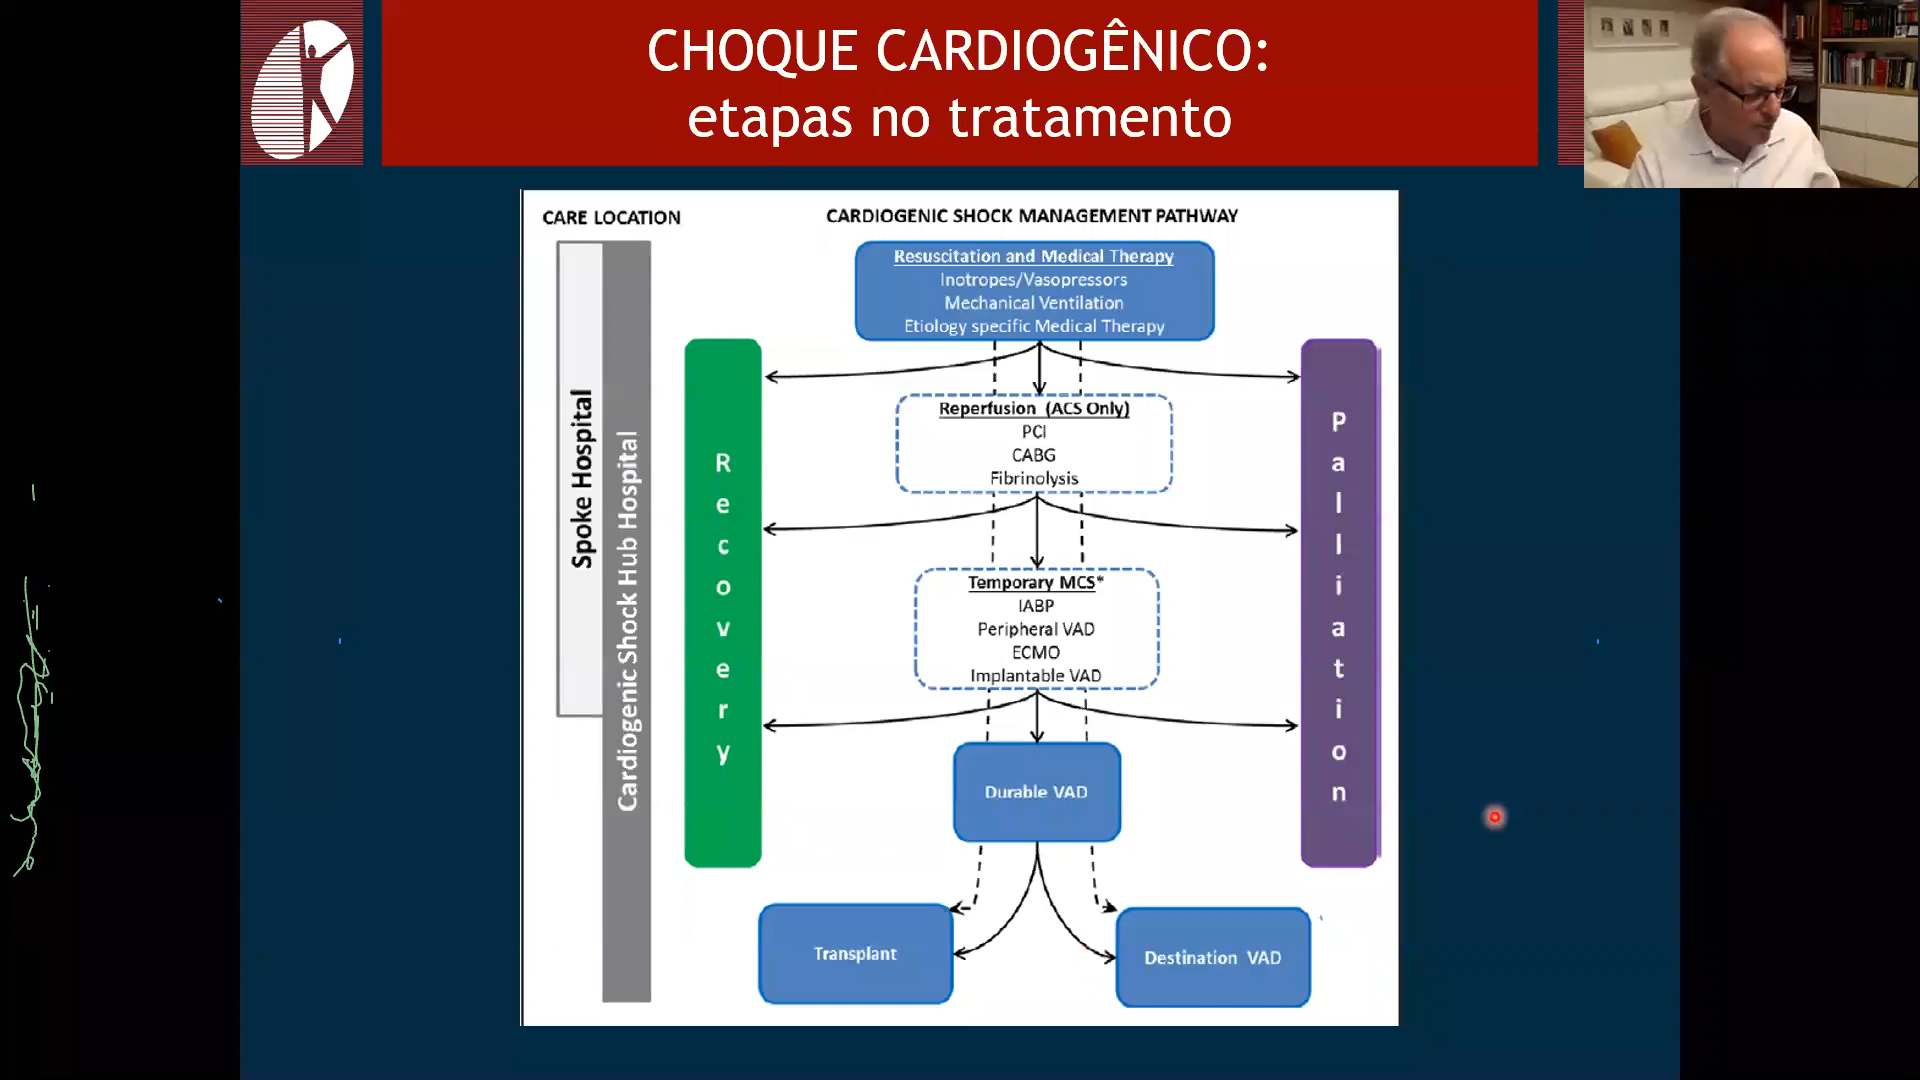 CHOQUE CARDIOGÊNICO:
etapas no tratamento
CARE LOCATION
CARDIOGENIC SHOCK MANAGEMENT PATHWAY
Spoke Hospital
Cardiogenic Shock Hub Hospital
Resuscitation and Medical Therapy
Inotropes/Vasopressors
Mechanical Ventilation
Etiology specific Medical Therapy
Recovery
Reperfusion (ACS Only)
PCI
CABG
Fibrinolysis
Palliation
Temporary MCS*
IABP
Peripheral VAD
ECMO
Implantable VAD
Durable VAD
Transplant
Destination VAD